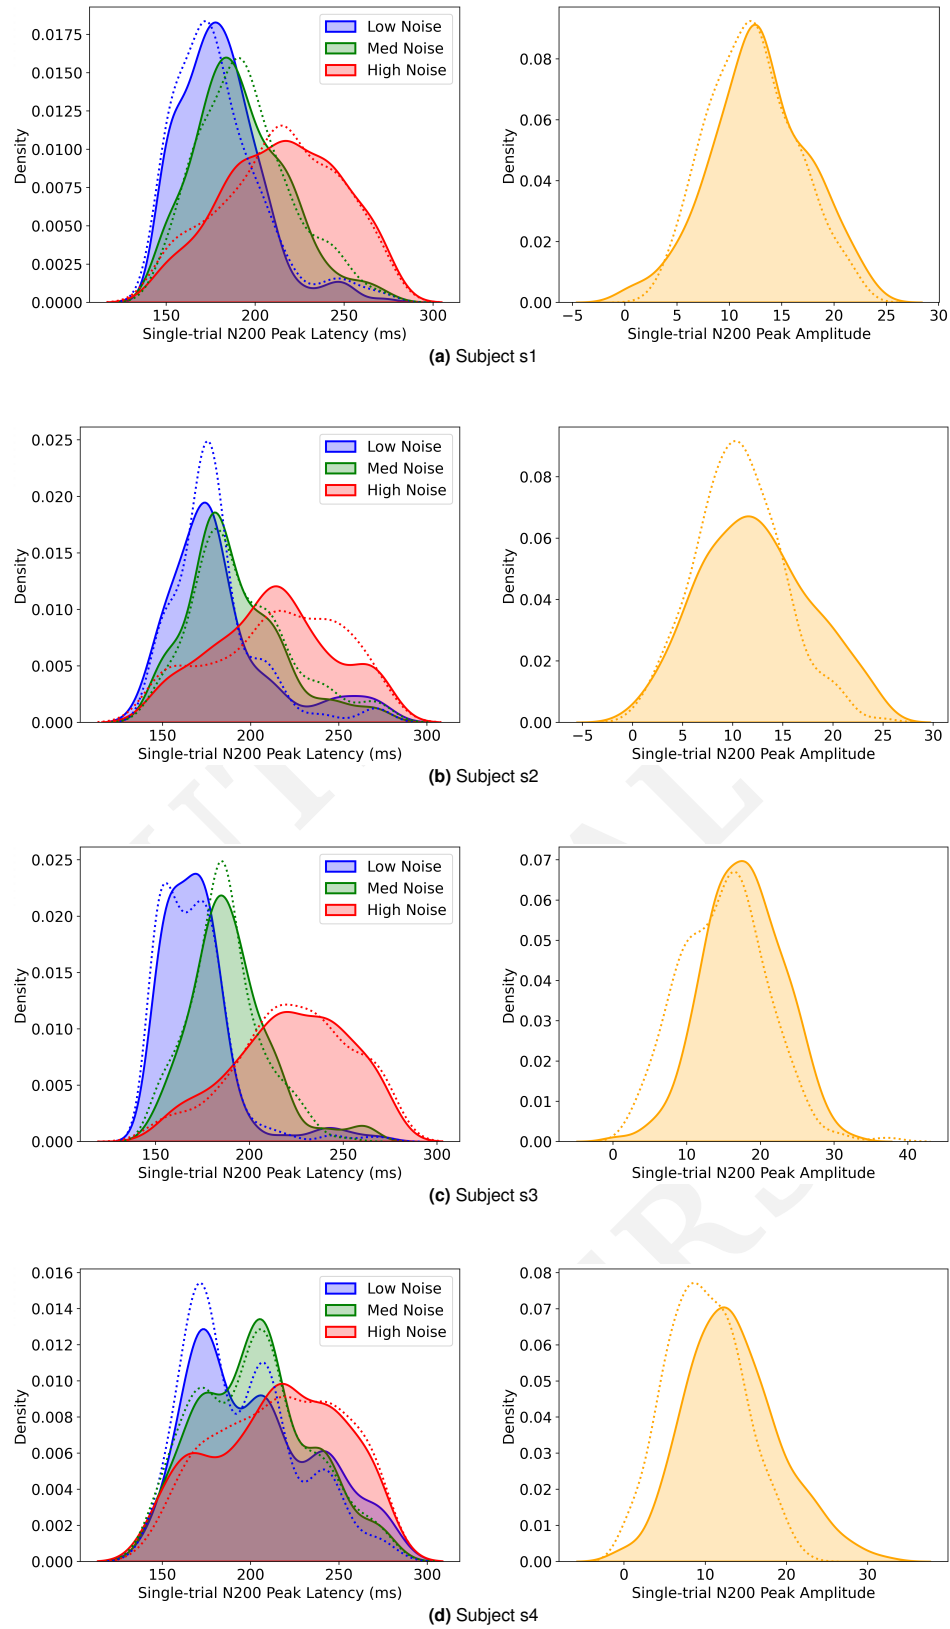 0.0175
0.0150
0.0125
0.0100
0.0075
0.0050
0.0025
0.0000
Density
Low Noise
Med Noise
High Noise
150 200 250 300
Single-trial N200 Peak Latency (ms)
0.08
0.06
0.04
0.02
0.00
Density
−5 0 5 10 15 20 25 30
Single-trial N200 Peak Amplitude
(a) Subject s1
0.025
0.020
0.015
0.010
0.005
0.000
Density
Low Noise
Med Noise
High Noise
150 200 250 300
Single-trial N200 Peak Latency (ms)
0.08
0.06
0.04
0.02
0.00
Density
−5 0 5 10 15 20 25 30
Single-trial N200 Peak Amplitude
(b) Subject s2
0.025
0.020
0.015
0.010
0.005
0.000
Density
Low Noise
Med Noise
High Noise
150 200 250 300
Single-trial N200 Peak Latency (ms)
0.07
0.06
0.05
0.04
0.03
0.02
0.01
0.00
Density
0 10 20 30 40
Single-trial N200 Peak Amplitude
(c) Subject s3
0.016
0.014
0.012
0.010
0.008
0.006
0.004
0.002
0.000
Density
Low Noise
Med Noise
High Noise
150 200 250 300
Single-trial N200 Peak Latency (ms)
0.08
0.07
0.06
0.05
0.04
0.03
0.02
0.01
0.00
Density
0 10 20 30
Single-trial N200 Peak Amplitude
(d) Subject s4